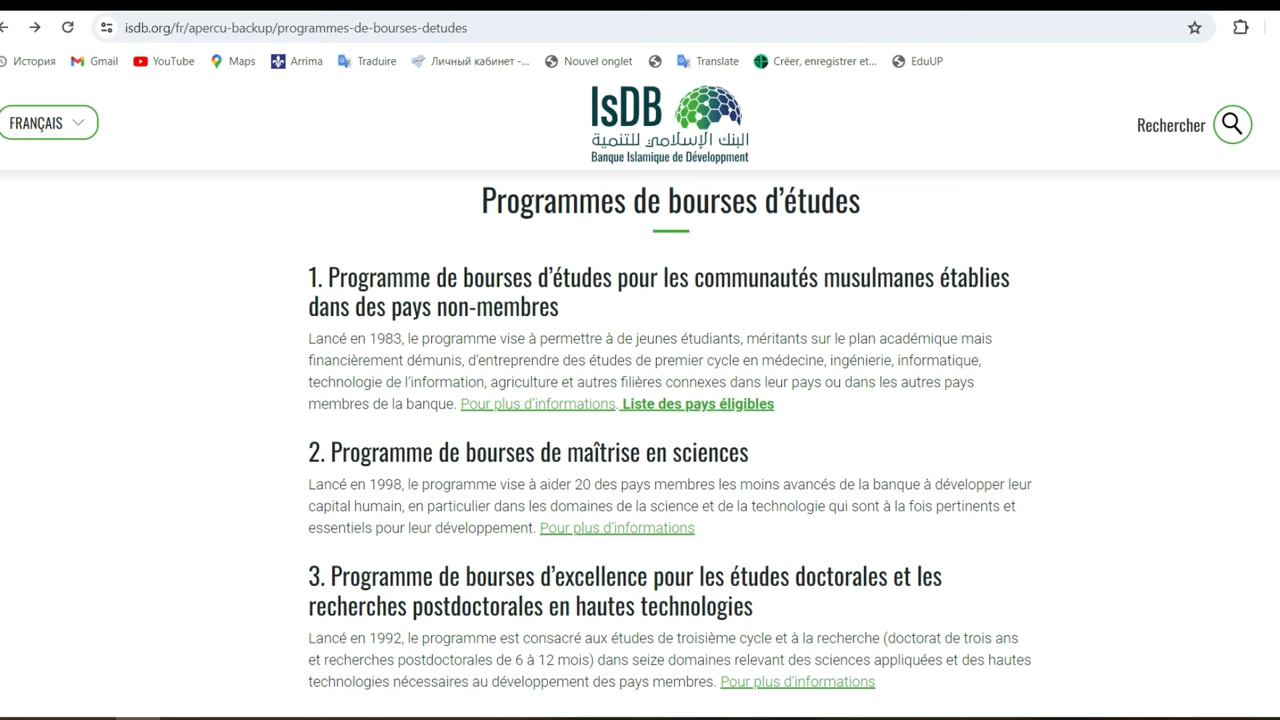 isdb.org/fr/apercu-backup/programmes-de-bourses-detudes
История Gmail YouTube Maps Arrima Traduire Личный кабинет -... Nouvel onglet Translate Créer, enregistrer et... EduUP
FRANÇAIS
IsDB
البنك الإسلامي للتنمية
Banque Islamique de Développment
Rechercher
Programmes de bourses d’études
1. Programme de bourses d’études pour les communautés musulmanes établies
dans des pays non-membres
Lancé en 1983, le programme vise à permettre à de jeunes étudiants, méritants sur le plan académique mais
financièrement démunis, d’entreprendre des études de premier cycle en médecine, ingénierie, informatique,
technologie de l’information, agriculture et autres filières connexes dans leur pays ou dans les autres pays
membres de la banque. Pour plus d’informations. Liste des pays éligibles
2. Programme de bourses de maîtrise en sciences
Lancé en 1998, le programme vise à aider 20 des pays membres les moins avancés de la banque à développer leur
capital humain, en particulier dans les domaines de la science et de la technologie qui sont à la fois pertinents et
essentiels pour leur développement. Pour plus d’informations
3. Programme de bourses d’excellence pour les études doctorales et les
recherches postdoctorales en hautes technologies
Lancé en 1992, le programme est consacré aux études de troisième cycle et à la recherche (doctorat de trois ans
et recherches postdoctorales de 6 à 12 mois) dans seize domaines relevant des sciences appliquées et des hautes
technologies nécessaires au développement des pays membres. Pour plus d’informations